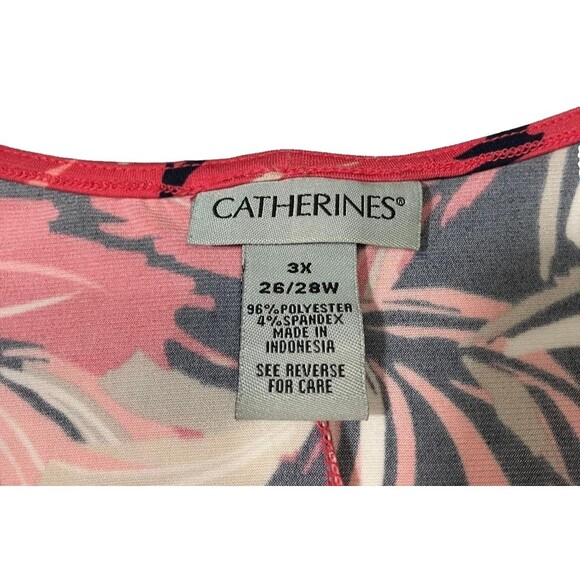 CATHERINES®
3X
26/28W
96%POLYESTER
4%SPANDEX
MADE IN
INDONESIA
SEE REVERSE
FOR CARE